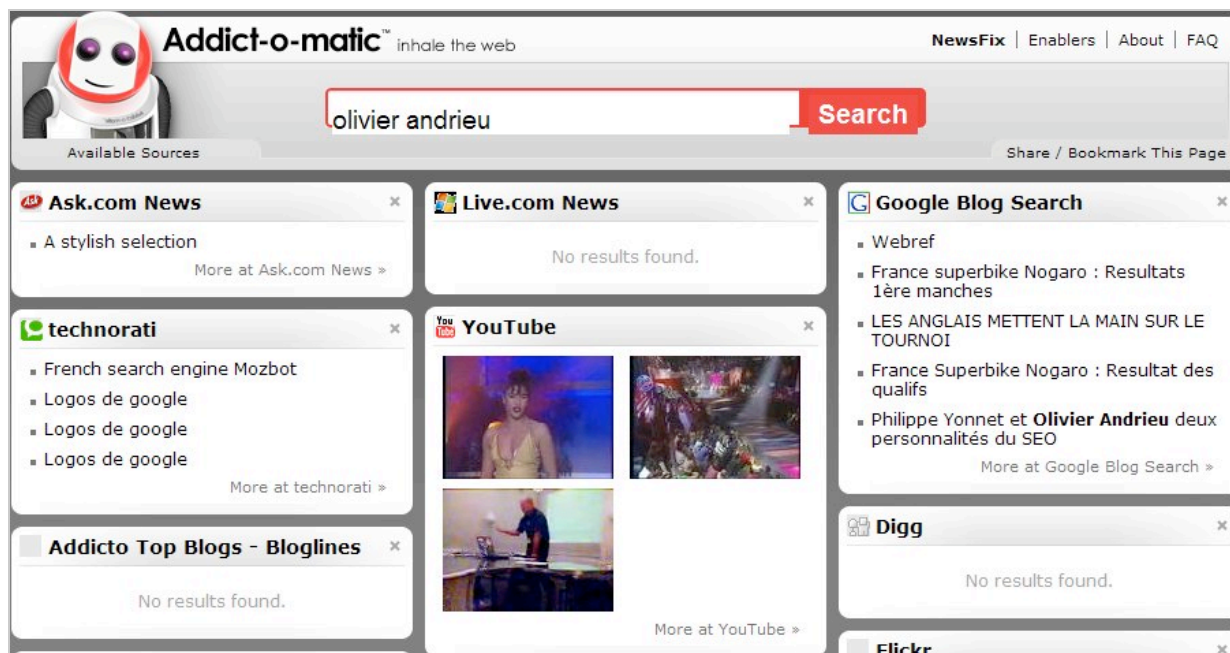 Addict-o-matic™ inhale the web
NewsFix | Enablers | About | FAQ
olivier andrieu
Search
Available Sources
Share / Bookmark This Page
Ask.com News
A stylish selection
More at Ask.com News »
technorati
French search engine Mozbot
Logos de google
Logos de google
Logos de google
More at technorati »
Addicto Top Blogs - Bloglines
No results found.
Live.com News
No results found.
YouTube
More at YouTube »
Google Blog Search
Webref
France superbike Nogaro : Resultats
1ère manches
LES ANGLAIS METTENT LA MAIN SUR LE
TOURNOI
France Superbike Nogaro : Resultat des
qualifs
Philippe Yonnet et Olivier Andrieu deux
personnalités du SEO
More at Google Blog Search »
Digg
No results found.
Flickr